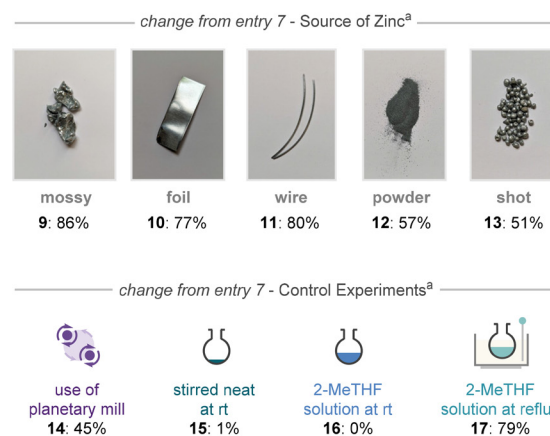 change from entry 7 - Source of Zincª
mossy foil wire powder shot
9: 86% 10: 77% 11: 80% 12: 57% 13: 51%
change from entry 7 - Control Experimentsª
use of stirred neat 2-MeTHF 2-MeTHF
planetary mill at rt solution at rt solution at reflu
14: 45% 15: 1% 16: 0% 17: 79%